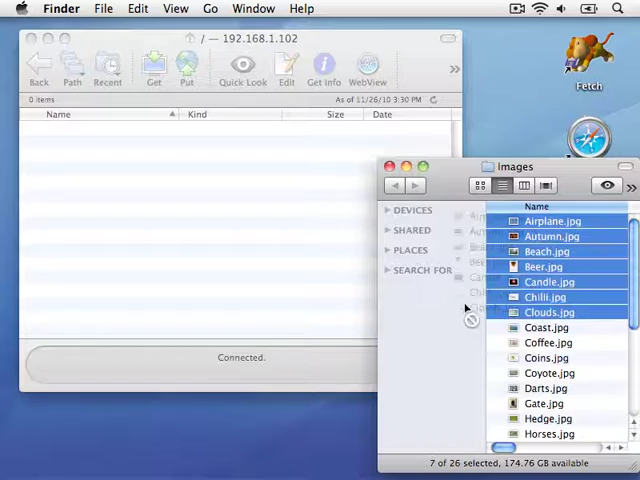 Finder File Edit View Go Window Help
/ — 192.168.1.102
Back Path Recent Get Put Quick Look Edit Get Info WebView
0 items As of 11/26/10 3:30 PM
Name Kind Size Date
Connected.
Fetch
Images
DEVICES
SHARED
PLACES
SEARCH FOR
Name
Airplane.jpg
Autumn.jpg
Beach.jpg
Beer.jpg
Candle.jpg
Chilli.jpg
Clouds.jpg
Coast.jpg
Coffee.jpg
Coins.jpg
Coyote.jpg
Darts.jpg
Gate.jpg
Hedge.jpg
Horses.jpg
7 of 26 selected, 174.76 GB available